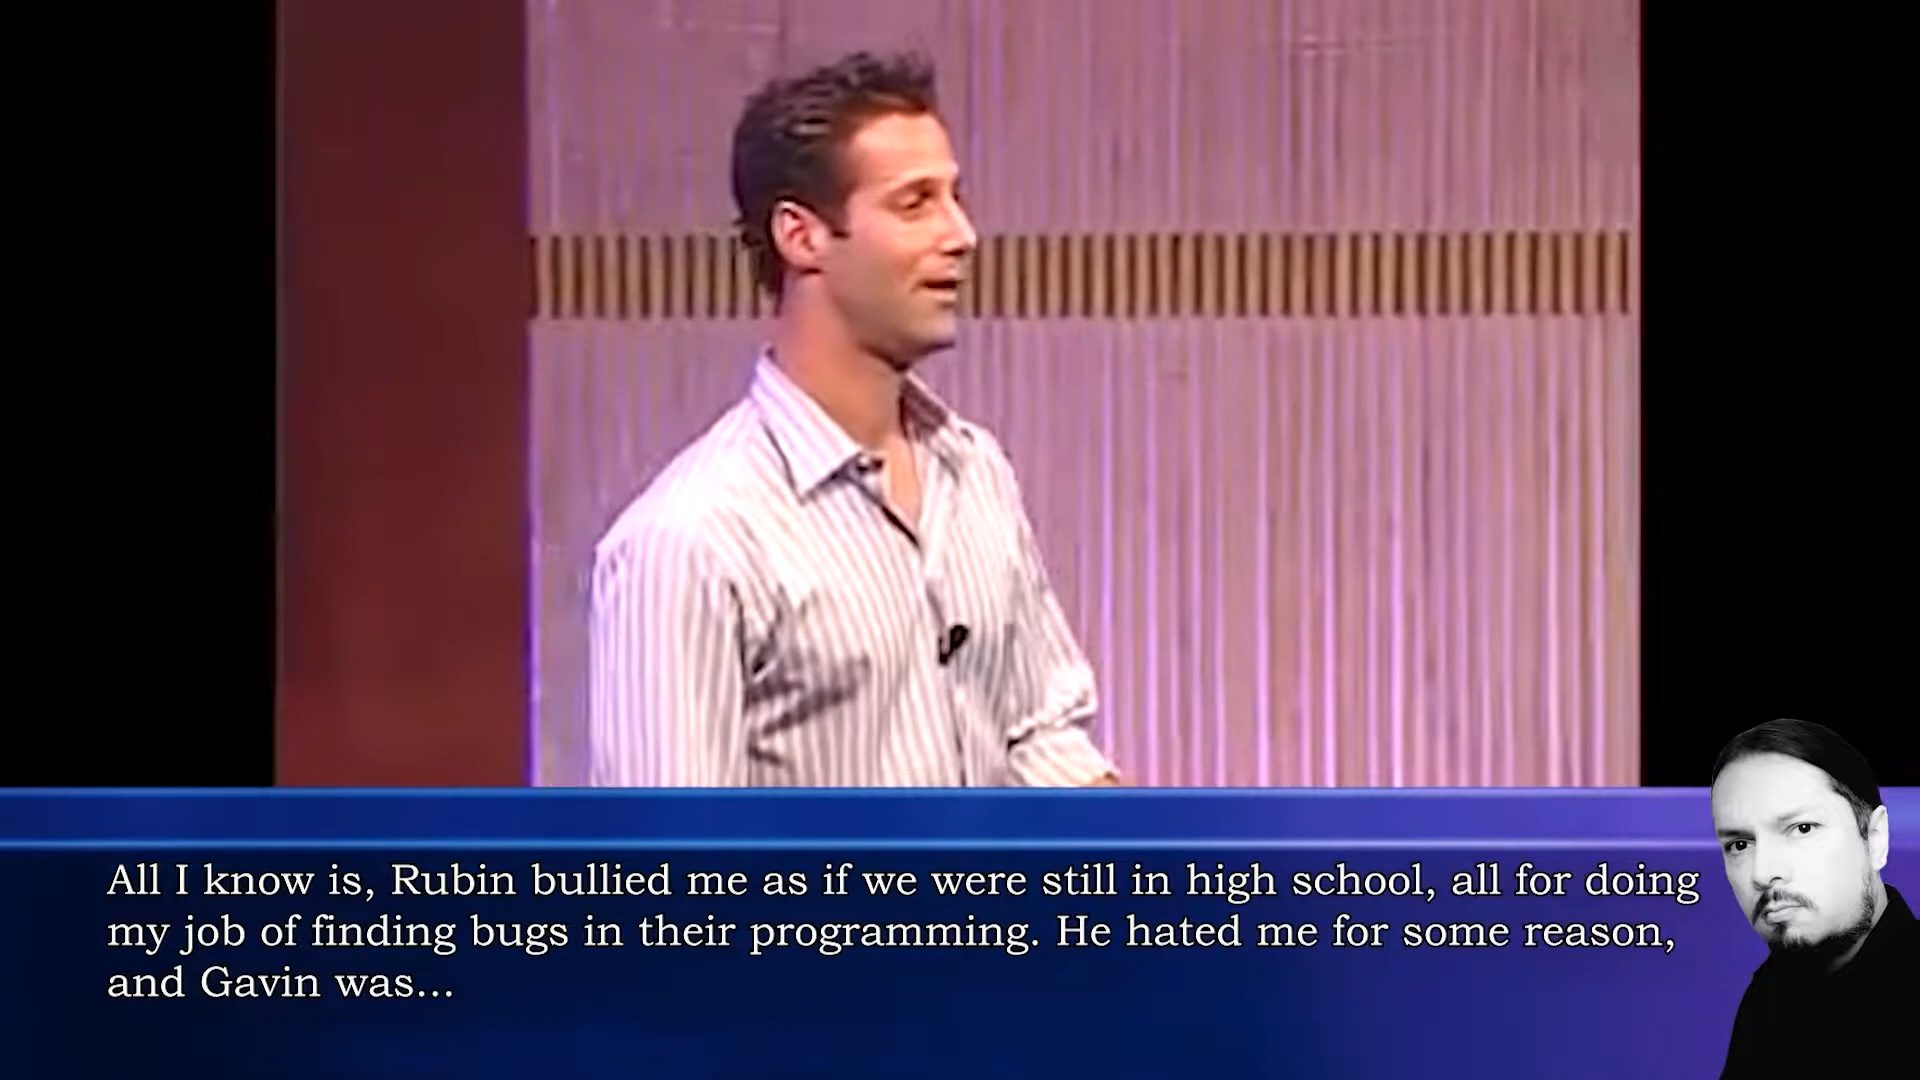 All I know is, Rubin bullied me as if we were still in high school, all for doing
my job of finding bugs in their programming. He hated me for some reason,
and Gavin was...